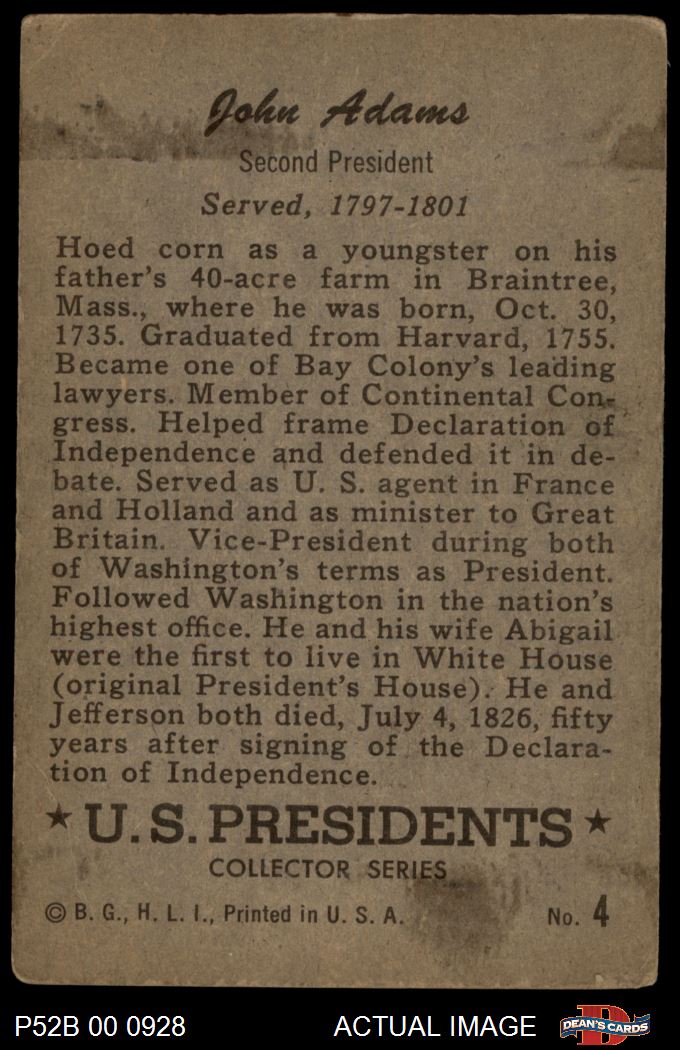 John Adams
Second President
Served, 1797-1801
Hoed corn as a youngster on his
father's 40-acre farm in Braintree,
Mass., where he was born, Oct. 30,
1735. Graduated from Harvard, 1755.
Became one of Bay Colony's leading
lawyers. Member of Continental Con-
gress. Helped frame Declaration of
Independence and defended it in de-
bate. Served as U. S. agent in France
and Holland and as minister to Great
Britain. Vice-President during both
of Washington's terms as President.
Followed Washington in the nation's
highest office. He and his wife Abigail
were the first to live in White House
(original President's House). He and
Jefferson both died, July 4, 1826, fifty
years after signing of the Declara-
tion of Independence.
★ U.S. PRESIDENTS ★
COLLECTOR SERIES
© B. G., H. L. I., Printed in U. S. A. No. 4
P52B 00 0928 ACTUAL IMAGE D DEAN'S CARDS